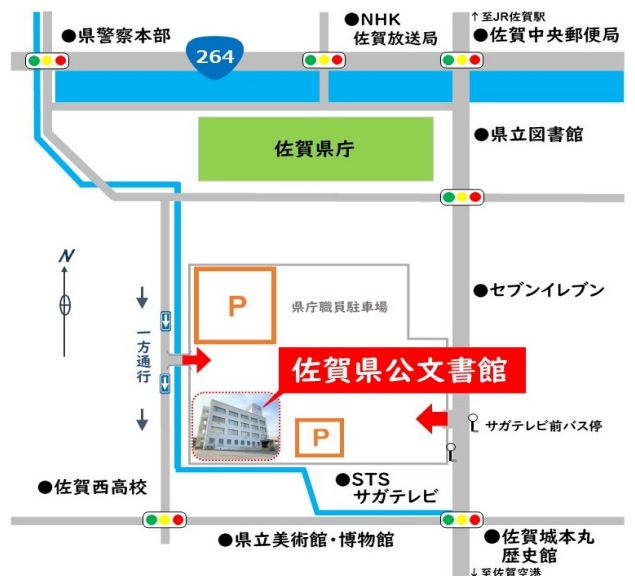 ↑至JR佐賀駅
●NHK
佐賀放送局
●県警察本部
●佐賀中央郵便局
264
佐賀県庁
●県立図書館
N
P
県庁職員駐車場
●セブンイレブン
一方通行
佐賀県公文書館
P
サガテレビ前バス停
●STS
サガテレビ
●佐賀西高校
●県立美術館・博物館
●佐賀城本丸
歴史館
↓至佐賀空港